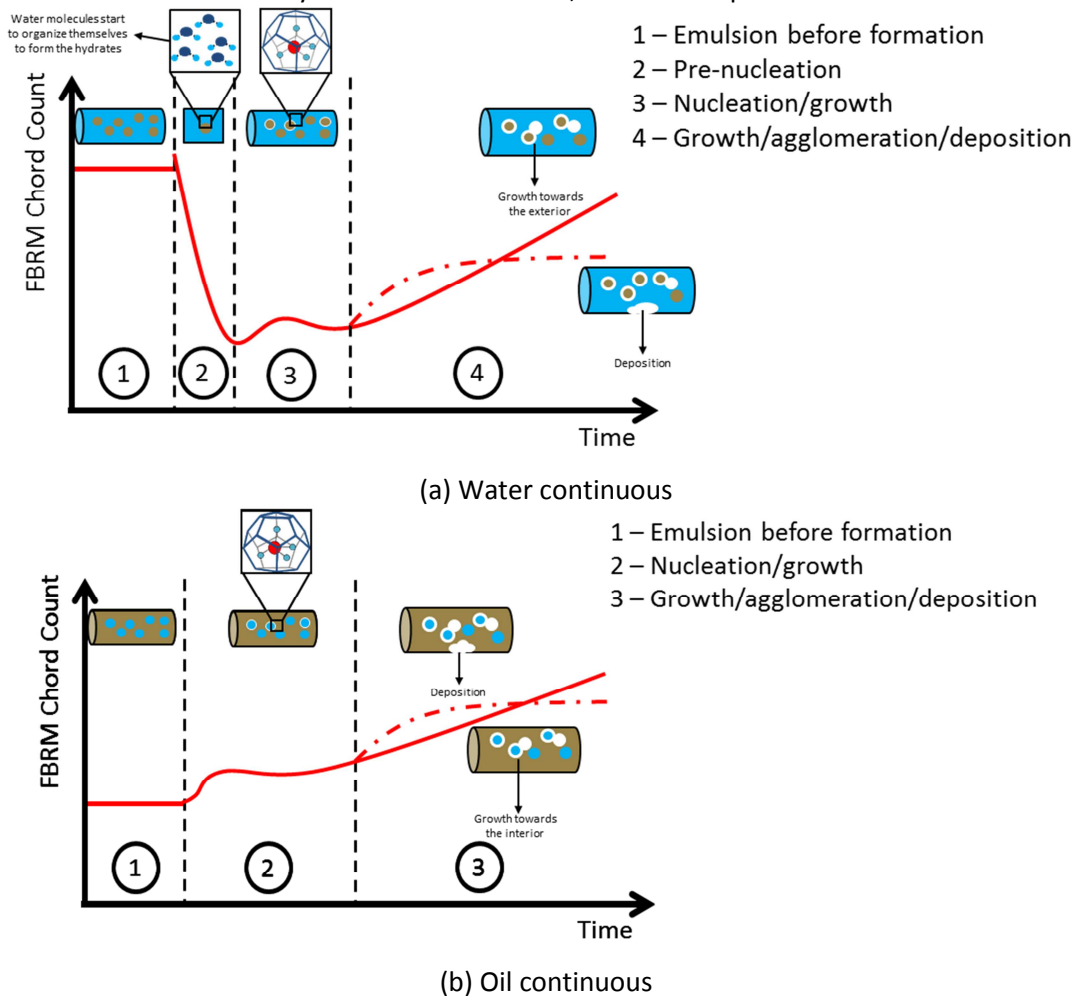 Water molecules start
to organize themselves
to form the hydrates
1 – Emulsion before formation
2 – Pre-nucleation
3 – Nucleation/growth
4 – Growth/agglomeration/deposition
FBRM Chord Count
Growth towards
the exterior
Deposition
1
2
3
4
Time
(a) Water continuous
1 – Emulsion before formation
2 – Nucleation/growth
3 – Growth/agglomeration/deposition
FBRM Chord Count
Deposition
Growth towards
the interior
1
2
3
Time
(b) Oil continuous